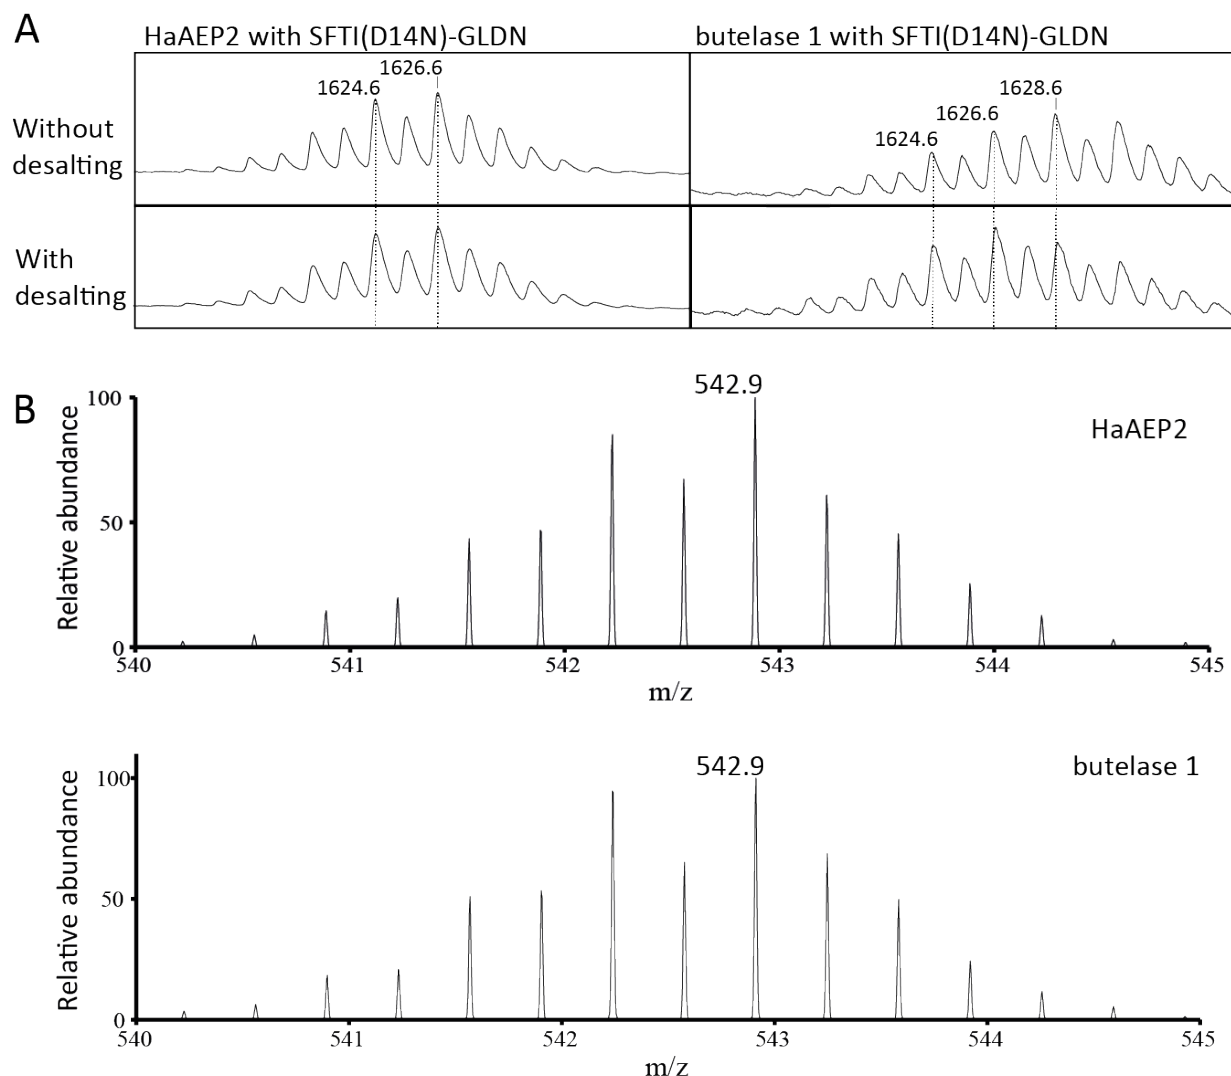 A
HaAEP2 with SFTI(D14N)-GLDN
butelase 1 with SFTI(D14N)-GLDN
1624.6
1626.6
1624.6
1626.6
1628.6
Without
desalting
With
desalting
B
Relative abundance
100
50
0
542.9
HaAEP2
540
541
542
543
544
545
m/z
Relative abundance
100
50
0
542.9
butelase 1
540
541
542
543
544
545
m/z